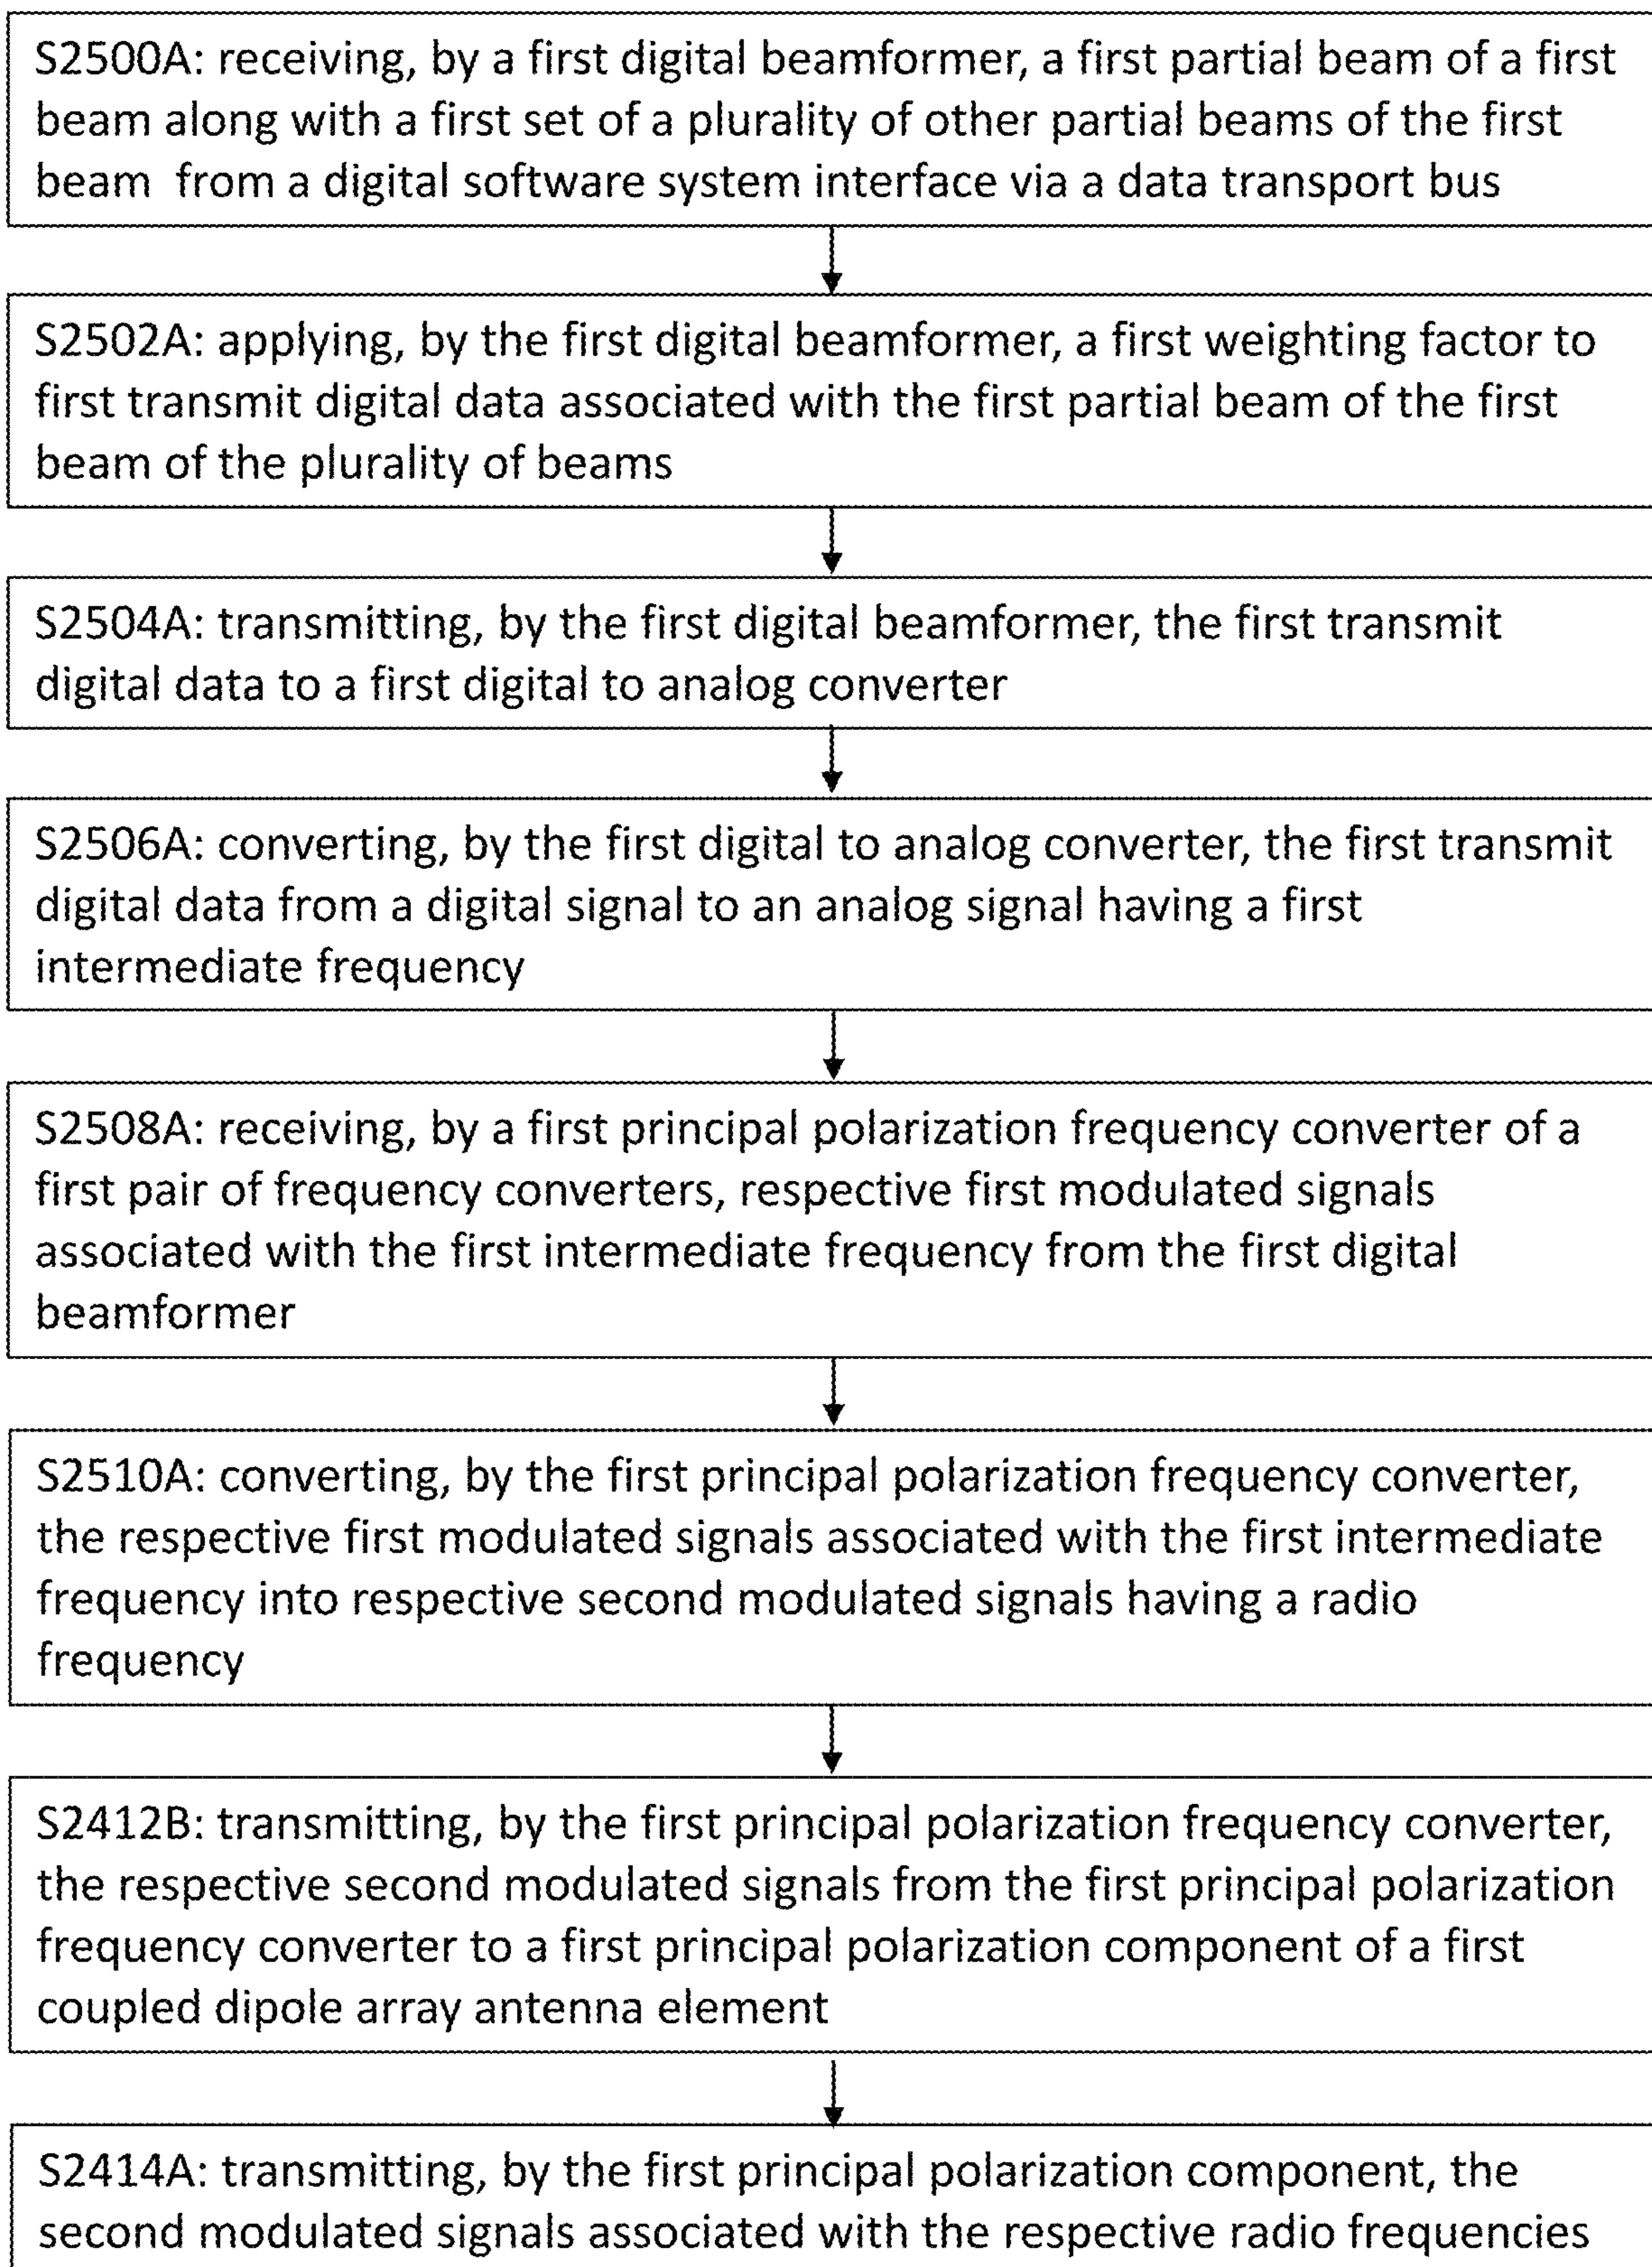 S2500A: receiving, by a first digital beamformer, a first partial beam of a first
beam along with a first set of a plurality of other partial beams of the first
beam  from a digital software system interface via a data transport bus
S2502A: applying, by the first digital beamformer, a first weighting factor to
first transmit digital data associated with the first partial beam of the first
beam of the plurality of beams
S2504A: transmitting, by the first digital beamformer, the first transmit
digital data to a first digital to analog converter
S2506A: converting, by the first digital to analog converter, the first transmit
digital data from a digital signal to an analog signal having a first
intermediate frequency
S2508A: receiving, by a first principal polarization frequency converter of a
first pair of frequency converters, respective first modulated signals
associated with the first intermediate frequency from the first digital
beamformer
S2510A: converting, by the first principal polarization frequency converter,
the respective first modulated signals associated with the first intermediate
frequency into respective second modulated signals having a radio
frequency
S2412B: transmitting, by the first principal polarization frequency converter,
the respective second modulated signals from the first principal polarization
frequency converter to a first principal polarization component of a first
coupled dipole array antenna element
S2414A: transmitting, by the first principal polarization component, the
second modulated signals associated with the respective radio frequencies